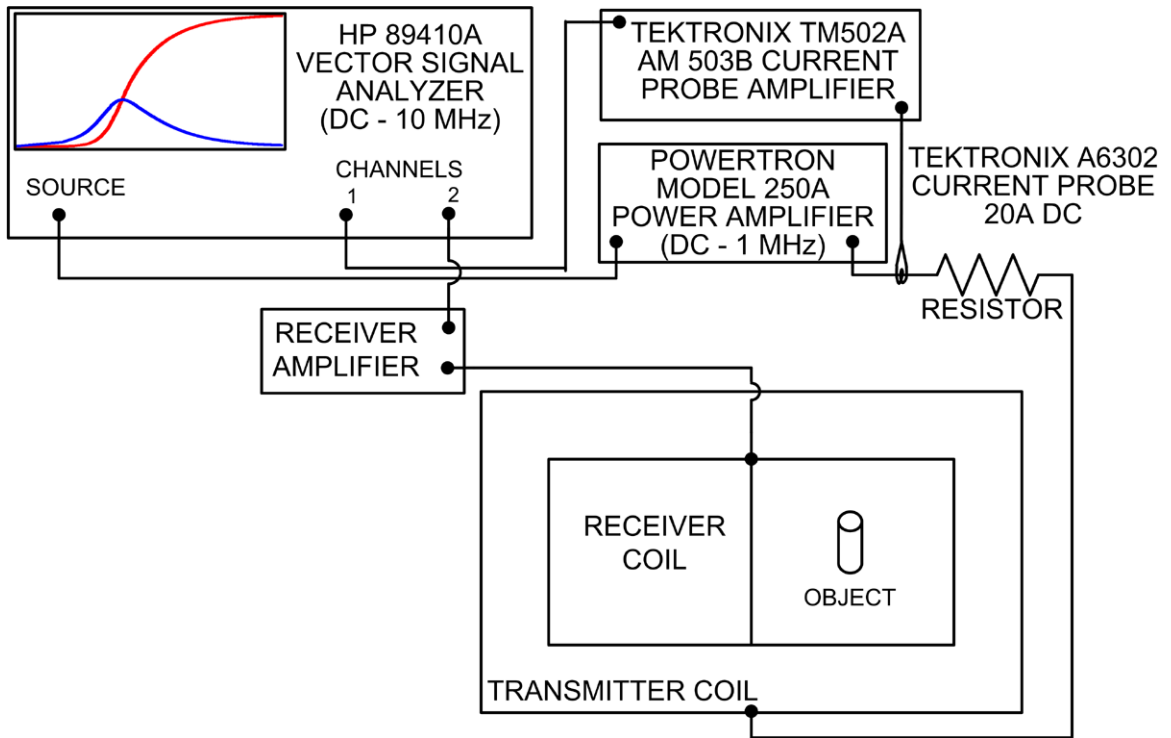 HP 89410A
VECTOR SIGNAL
ANALYZER
(DC - 10 MHz)
SOURCE
CHANNELS
1
2
TEKTRONIX TM502A
AM 503B CURRENT
PROBE AMPLIFIER
POWERTRON
MODEL 250A
POWER AMPLIFIER
(DC - 1 MHz)
TEKTRONIX A6302
CURRENT PROBE
20A DC
RESISTOR
RECEIVER
AMPLIFIER
RECEIVER
COIL
OBJECT
TRANSMITTER COIL